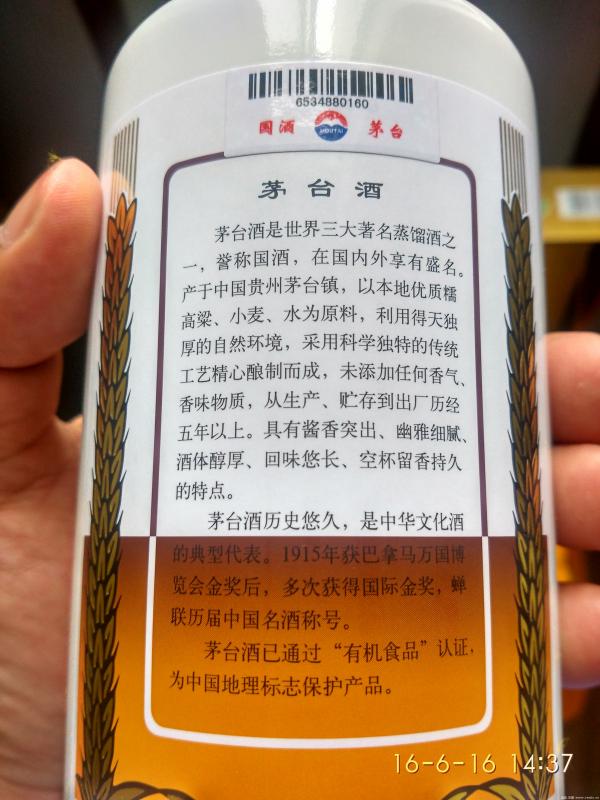 6534880160
国酒 MOUTAI 茅台
茅台酒
茅台酒是世界三大著名蒸馏酒之
一，誉称国酒，在国内外享有盛名。
产于中国贵州茅台镇，以本地优质糯
高粱、小麦、水为原料，利用得天独
厚的自然环境，采用科学独特的传统
工艺精心酿制而成，未添加任何香气、
香味物质，从生产、贮存到出厂历经
五年以上。具有酱香突出、幽雅细腻、
酒体醇厚、回味悠长、空杯留香持久
的特点。
茅台酒历史悠久，是中华文化酒
的典型代表。1915年获巴拿马万国博
览会金奖后，多次获得国际金奖，蝉
联历届中国名酒称号。
茅台酒已通过“有机食品”认证，
为中国地理标志保护产品。
16-6-16 14:37